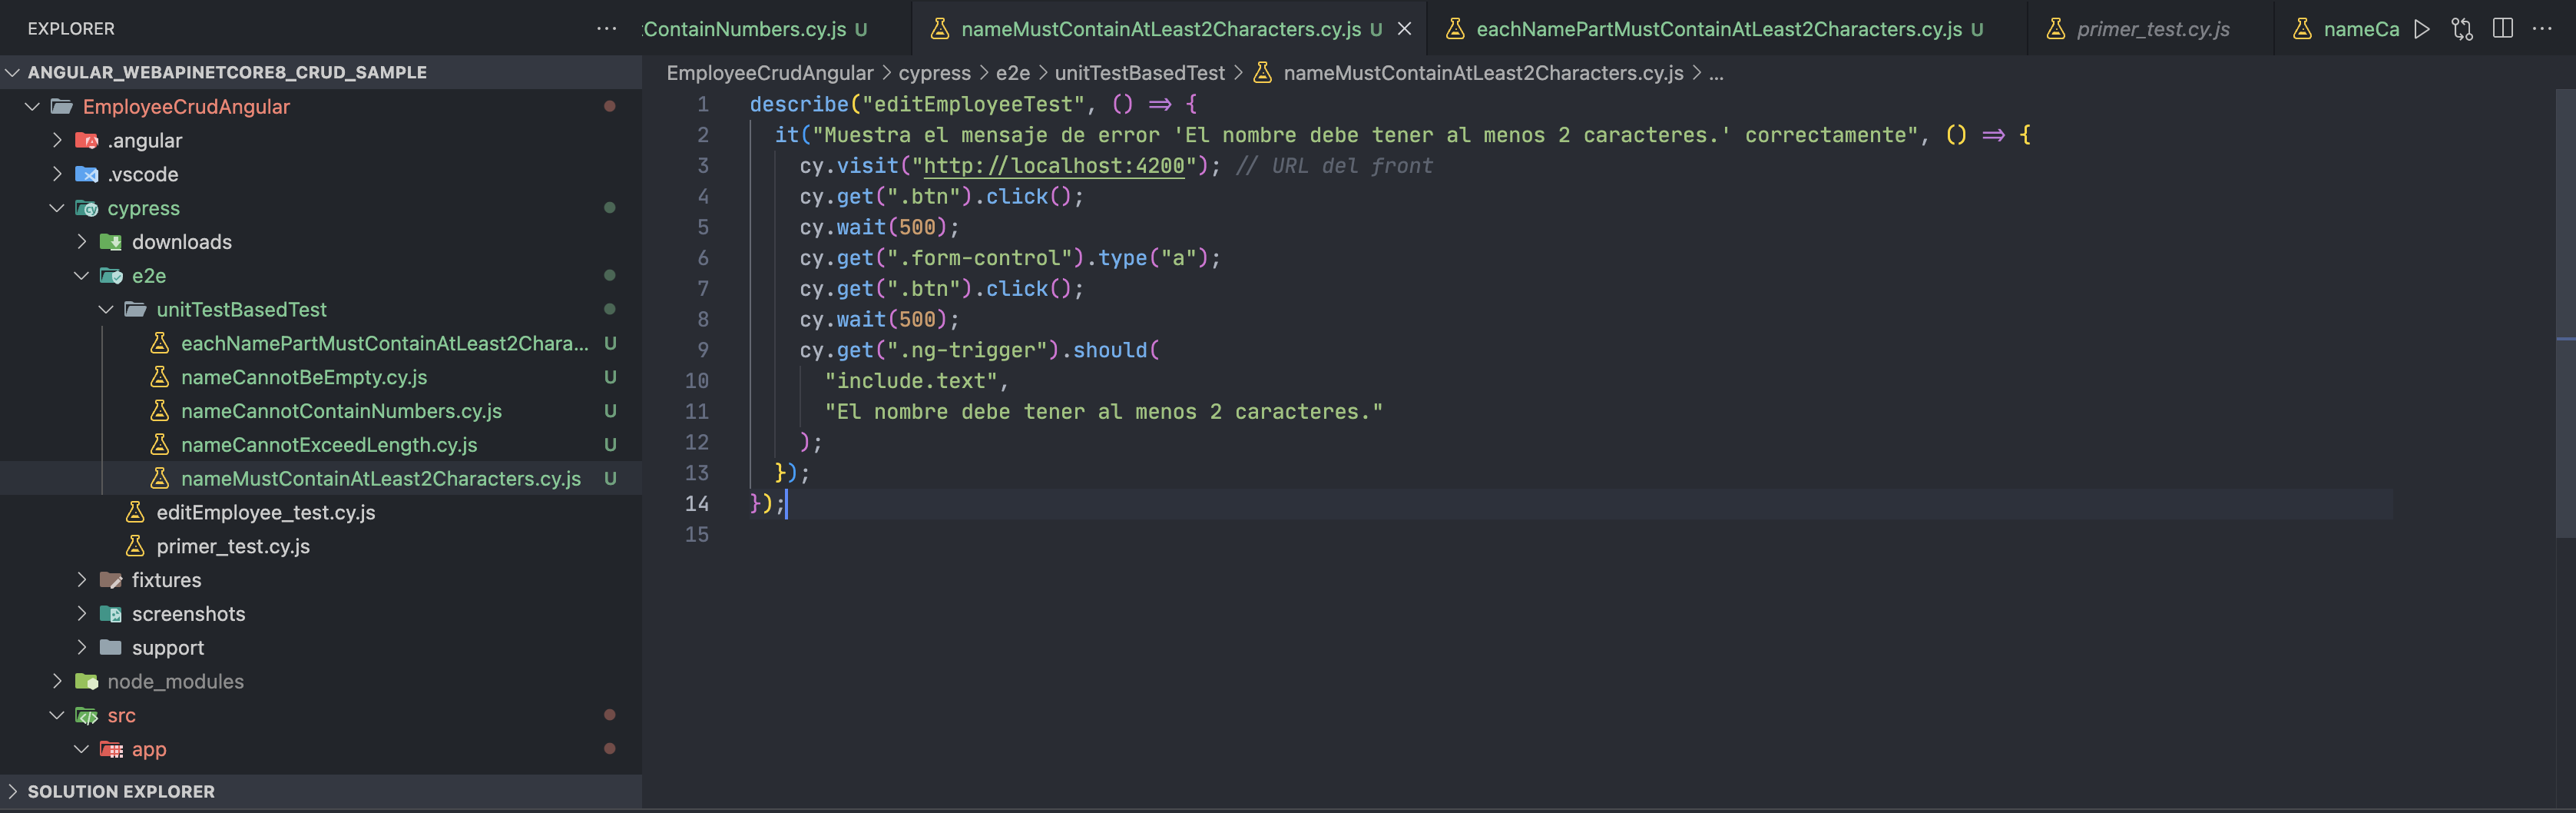 EXPLORER
ANGULAR_WEBAPINETCORE8_CRUD_SAMPLE
EmployeeCrudAngular
.angular
.vscode
cypress
downloads
e2e
unitTestBasedTest
eachNamePartMustContainAtLeast2Chara... U
nameCannotBeEmpty.cy.js U
nameCannotContainNumbers.cy.js U
nameCannotExceedLength.cy.js U
nameMustContainAtLeast2Characters.cy.js U
editEmployee_test.cy.js
primer_test.cy.js
fixtures
screenshots
support
node_modules
src
app
SOLUTION EXPLORER
:ContainNumbers.cy.js U nameMustContainAtLeast2Characters.cy.js U eachNamePartMustContainAtLeast2Characters.cy.js U primer_test.cy.js nameCa
EmployeeCrudAngular > cypress > e2e > unitTestBasedTest > nameMustContainAtLeast2Characters.cy.js > ...
1 describe("editEmployeeTest", () => {
2 it("Muestra el mensaje de error 'El nombre debe tener al menos 2 caracteres.' correctamente", () => {
3 cy.visit("http://localhost:4200"); // URL del front
4 cy.get(".btn").click();
5 cy.wait(500);
6 cy.get(".form-control").type("a");
7 cy.get(".btn").click();
8 cy.wait(500);
9 cy.get(".ng-trigger").should(
10 "include.text",
11 "El nombre debe tener al menos 2 caracteres."
12 );
13 });
14 });
15